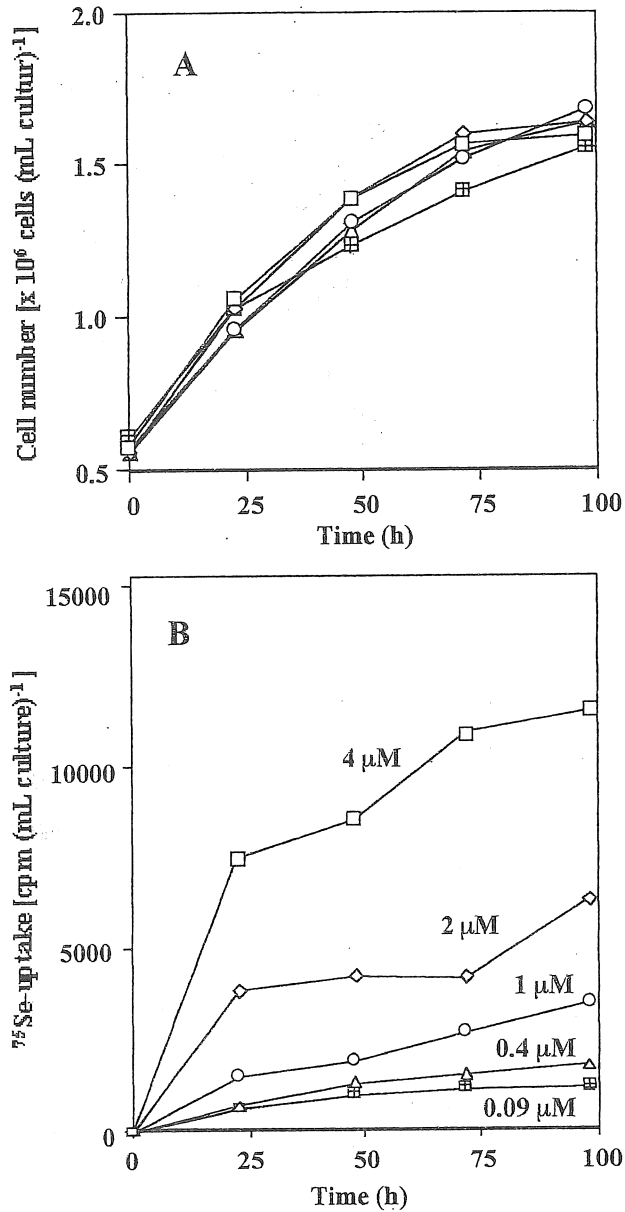 A
Cell number [x 10⁶ cells (mL cultur)⁻¹]
2.0
1.5
1.0
0.5
0 25 50 75 100
Time (h)
B
⁷⁵Se-uptake [cpm (mL culture)⁻¹]
15000
10000
5000
0
4 µM
2 µM
1 µM
0.4 µM
0.09 µM
0 25 50 75 100
Time (h)